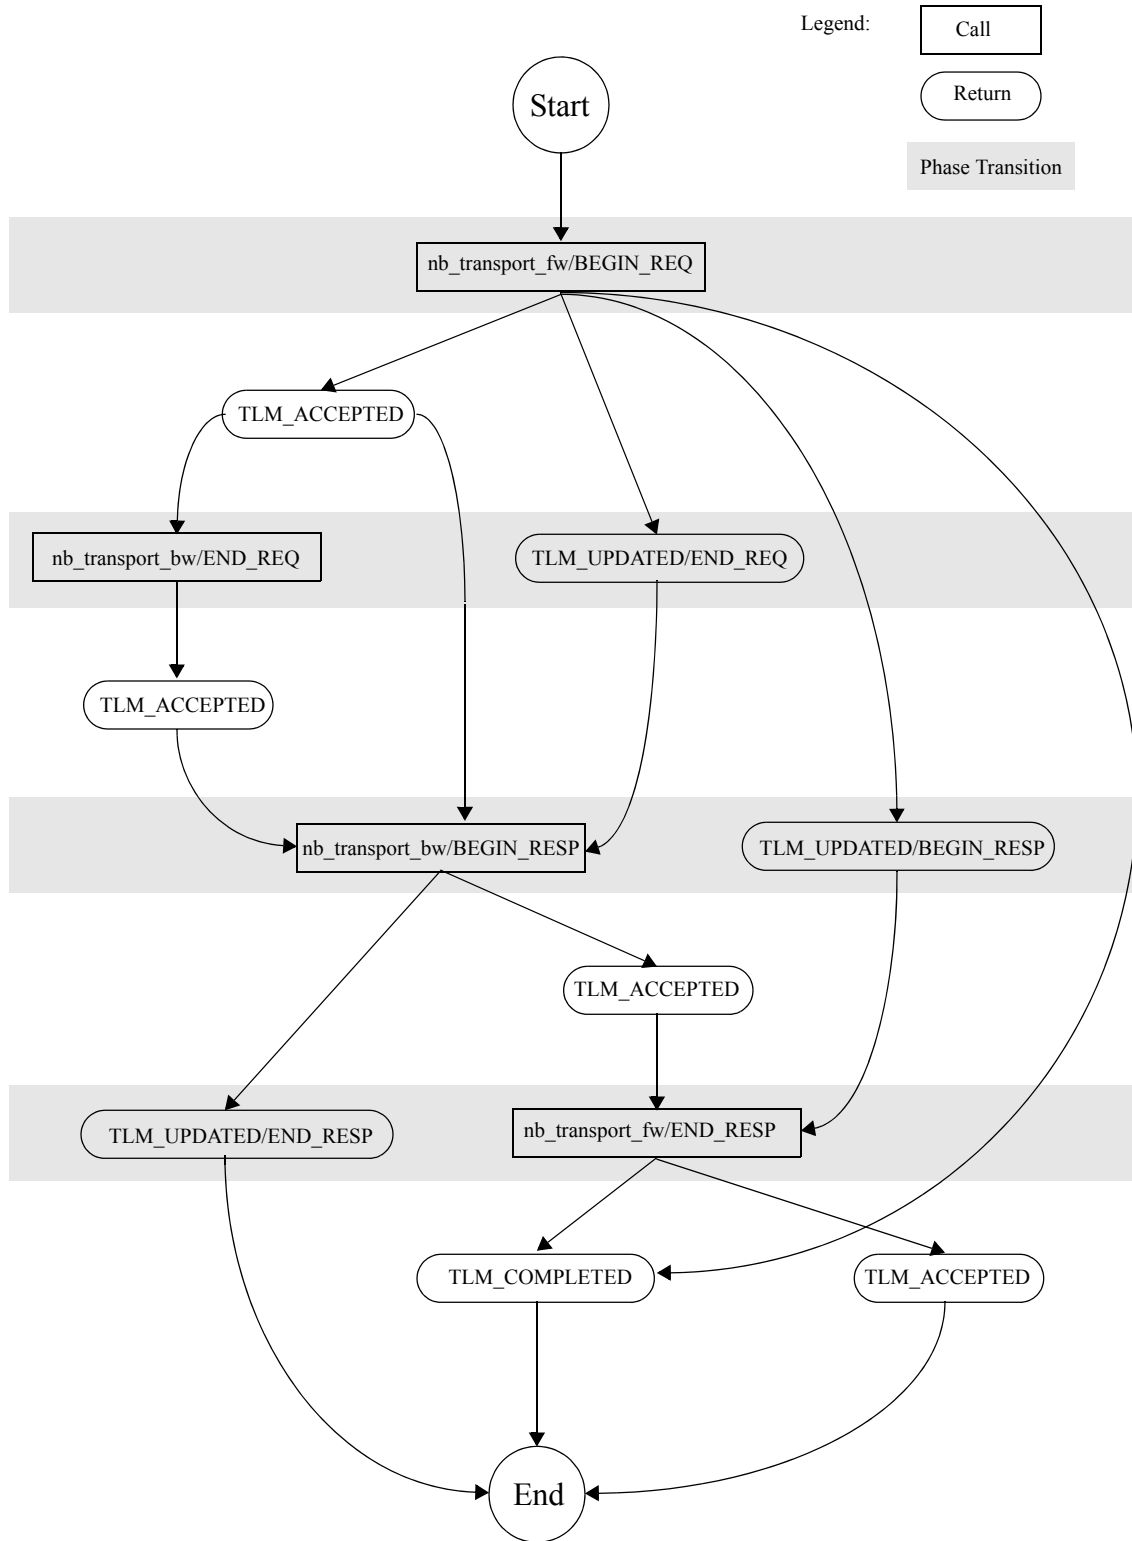 Legend:
Call
Return
Phase Transition
Start
nb_transport_fw/BEGIN_REQ
TLM_ACCEPTED
nb_transport_bw/END_REQ
TLM_UPDATED/END_REQ
TLM_ACCEPTED
nb_transport_bw/BEGIN_RESP
TLM_UPDATED/BEGIN_RESP
TLM_ACCEPTED
TLM_UPDATED/END_RESP
nb_transport_fw/END_RESP
TLM_COMPLETED
TLM_ACCEPTED
End